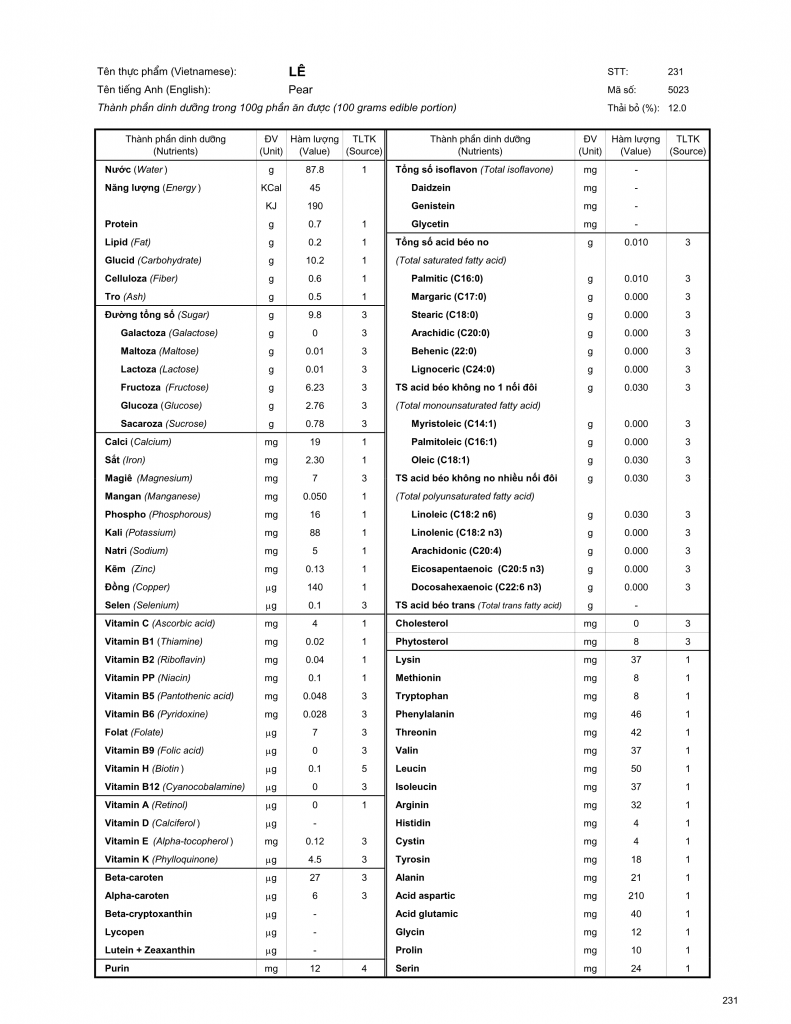 Tên thực phẩm (Vietnamese): LÊ STT: 231
Tên tiếng Anh (English): Pear Mã số: 5023
Thành phần dinh dưỡng trong 100g phần ăn được (100 grams edible portion) Thải bỏ (%): 12.0
Thành phần dinh dưỡng ĐV Hàm lượng TLTK
(Nutrients) (Unit) (Value) (Source)
Nước (Water) g 87.8 1
Năng lượng (Energy) KCal 45
KJ 190
Protein g 0.7 1
Lipid (Fat) g 0.2 1
Glucid (Carbohydrate) g 10.2 1
Celluloza (Fiber) g 0.6 1
Tro (Ash) g 0.5 1
Đường tổng số (Sugar) g 9.8 3
Galactoza (Galactose) g 0 3
Maltoza (Maltose) g 0.01 3
Lactoza (Lactose) g 0.01 3
Fructoza (Fructose) g 6.23 3
Glucoza (Glucose) g 2.76 3
Sacaroza (Sucrose) g 0.78 3
Calci (Calcium) mg 19 1
Sắt (Iron) mg 2.30 1
Magiê (Magnesium) mg 7 3
Mangan (Manganese) mg 0.050 1
Phospho (Phosphorous) mg 16 1
Kali (Potassium) mg 88 1
Natri (Sodium) mg 5 1
Kẽm (Zinc) mg 0.13 1
Đồng (Copper) μg 140 1
Selen (Selenium) μg 0.1 3
Vitamin C (Ascorbic acid) mg 4 1
Vitamin B1 (Thiamine) mg 0.02 1
Vitamin B2 (Riboflavin) mg 0.04 1
Vitamin PP (Niacin) mg 0.1 1
Vitamin B5 (Pantothenic acid) mg 0.048 3
Vitamin B6 (Pyridoxine) mg 0.028 3
Folat (Folate) μg 7 3
Vitamin B9 (Folic acid) μg 0 3
Vitamin H (Biotin) μg 0.1 5
Vitamin B12 (Cyanocobalamine) μg 0 3
Vitamin A (Retinol) μg 0 1
Vitamin D (Calciferol) μg -
Vitamin E (Alpha-tocopherol) mg 0.12 3
Vitamin K (Phylloquinone) μg 4.5 3
Beta-caroten μg 27 3
Alpha-caroten μg 6 3
Beta-cryptoxanthin μg -
Lycopen μg -
Lutein + Zeaxanthin μg -
Purin mg 12 4
Thành phần dinh dưỡng ĐV Hàm lượng TLTK
(Nutrients) (Unit) (Value) (Source)
Tổng số isoflavon (Total isoflavone) mg -
Daidzein mg -
Genistein mg -
Glycetin mg -
Tổng số acid béo no g 0.010 3
(Total saturated fatty acid)
Palmitic (C16:0) g 0.010 3
Margaric (C17:0) g 0.000 3
Stearic (C18:0) g 0.000 3
Arachidic (C20:0) g 0.000 3
Behenic (22:0) g 0.000 3
Lignoceric (C24:0) g 0.000 3
TS acid béo không no 1 nối đôi g 0.030 3
(Total monounsaturated fatty acid)
Myristoleic (C14:1) g 0.000 3
Palmitoleic (C16:1) g 0.000 3
Oleic (C18:1) g 0.030 3
TS acid béo không no nhiều nối đôi g 0.030 3
(Total polyunsaturated fatty acid)
Linoleic (C18:2 n6) g 0.030 3
Linolenic (C18:2 n3) g 0.000 3
Arachidonic (C20:4) g 0.000 3
Eicosapentaenoic (C20:5 n3) g 0.000 3
Docosahexaenoic (C22:6 n3) g 0.000 3
TS acid béo trans (Total trans fatty acid) g -
Cholesterol mg 0 3
Phytosterol mg 8 3
Lysin mg 37 1
Methionin mg 8 1
Tryptophan mg 8 1
Phenylalanin mg 46 1
Threonin mg 42 1
Valin mg 37 1
Leucin mg 50 1
Isoleucin mg 37 1
Arginin mg 32 1
Histidin mg 4 1
Cystin mg 4 1
Tyrosin mg 18 1
Alanin mg 21 1
Acid aspartic mg 210 1
Acid glutamic mg 40 1
Glycin mg 12 1
Prolin mg 10 1
Serin mg 24 1
231